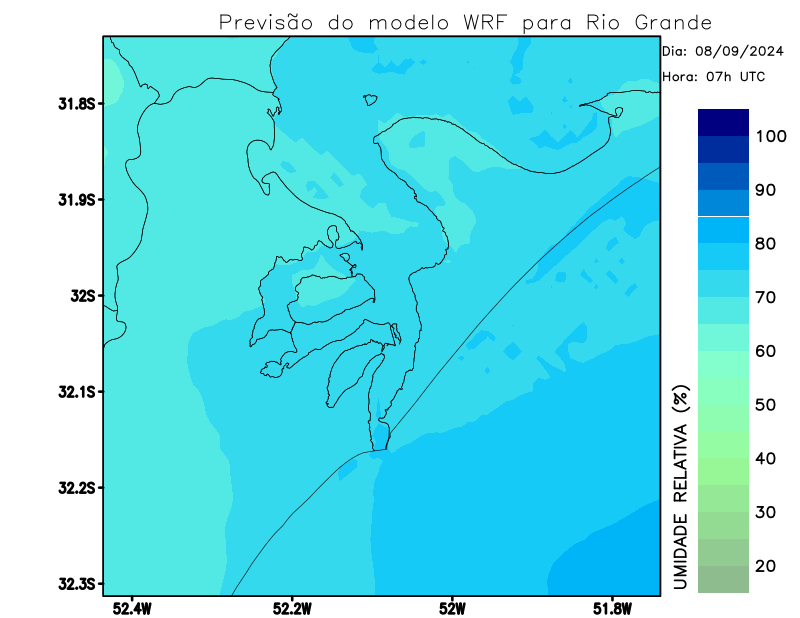 Previsão do modelo WRF para Rio Grande
Dia: 08/09/2024
Hora: 07h UTC
31.8S
31.9S
32S
32.1S
32.2S
32.3S
52.4W
52.2W
52W
51.8W
100
90
80
70
60
50
40
30
20
UMIDADE RELATIVA (%)